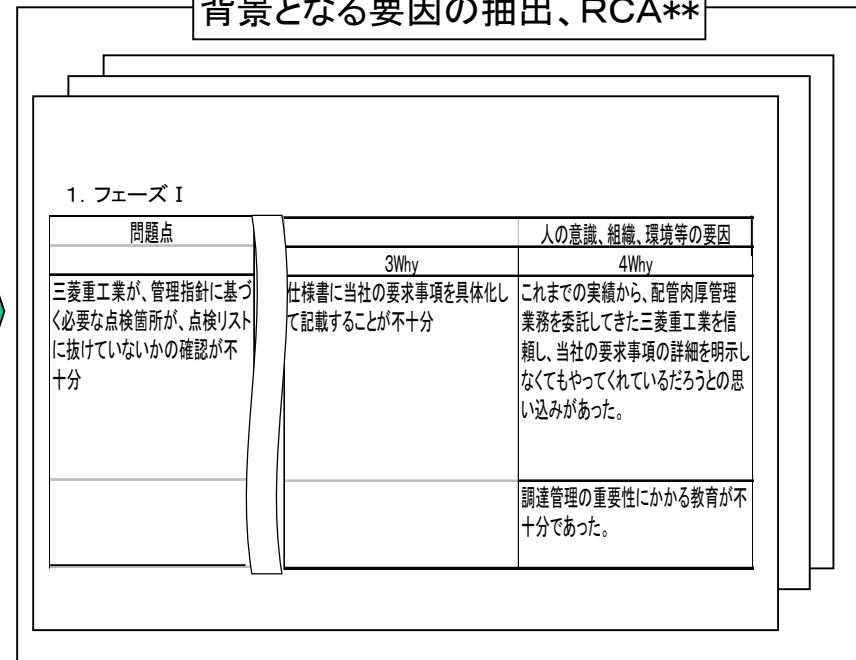 背景となる要因の抽出、RCA**
1. フェーズⅠ
問題点
人の意識、組織、環境等の要因
3Why
4Why
三菱重工業が、管理指針に基づ
く必要な点検箇所が、点検リスト
に抜けていないかの確認が不
十分
仕様書に当社の要求事項を具体化し
て記載することが不十分
これまでの実績から、配管肉厚管理
業務を委託してきた三菱重工業を信
頼し、当社の要求事項の詳細を明示し
なくてもやってくれているだろうとの思
い込みがあった。
調達管理の重要性にかかる教育が不
十分であった。